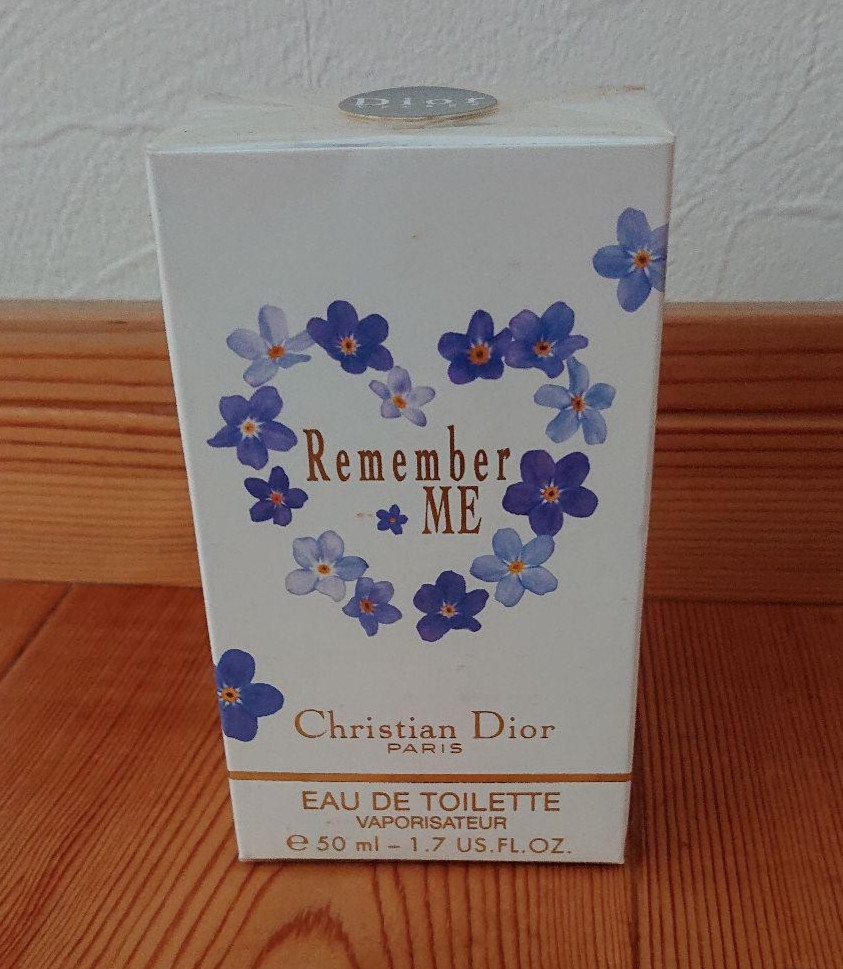 Dior
Remember
ME
Christian Dior
PARIS
EAU DE TOILETTE
VAPORISATEUR
℮ 50 ml – 1.7 US.FL.OZ.